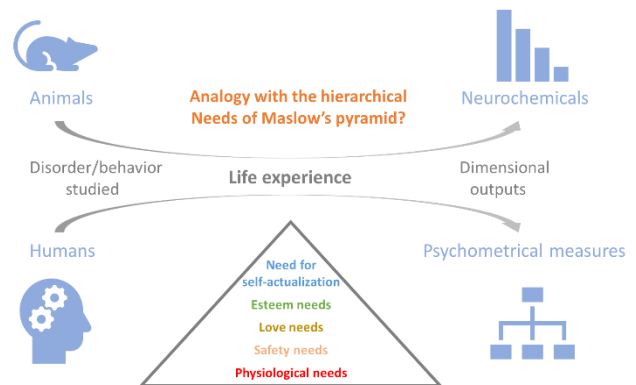 Animals
Analogy with the hierarchical
Needs of Maslow's pyramid?
Neurochemicals
Disorder/behavior
studied
Life experience
Dimensional
outputs
Humans
Psychometrical measures
Need for
self-actualization
Esteem needs
Love needs
Safety needs
Physiological needs